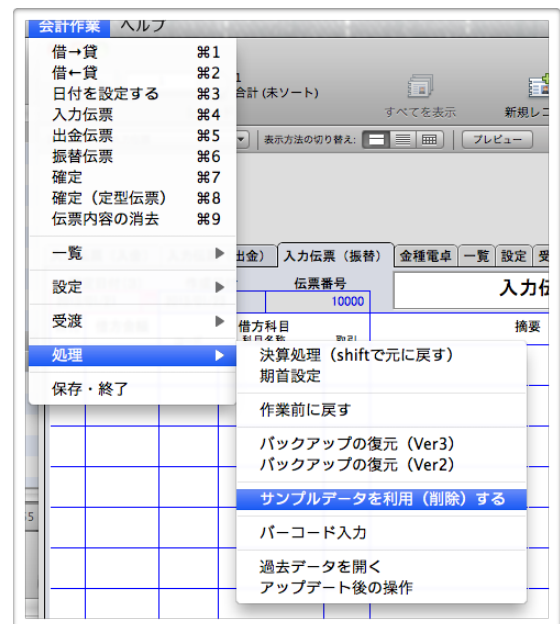 会計作業 ヘルプ
借→貸 ⌘1
借←貸 ⌘2
日付を設定する ⌘3
入力伝票 ⌘4
出金伝票 ⌘5
振替伝票 ⌘6
確定 ⌘7
確定（定型伝票） ⌘8
伝票内容の消去 ⌘9
一覧 ▶
設定 ▶
受渡 ▶
処理 ▶
保存・終了
1
合計 (未ソート)
すべてを表示
新規レコ
表示方法の切り替え:
プレビュー
出金）
入力伝票（振替）
金種電卓
一覧
設定
受
伝票番号
10000
入力伝
借方科目
科目名称
取引
摘要
決算処理（shiftで元に戻す）
期首設定
作業前に戻す
バックアップの復元（Ver3）
バックアップの復元（Ver2）
サンプルデータを利用（削除）する
バーコード入力
過去データを開く
アップデート後の操作